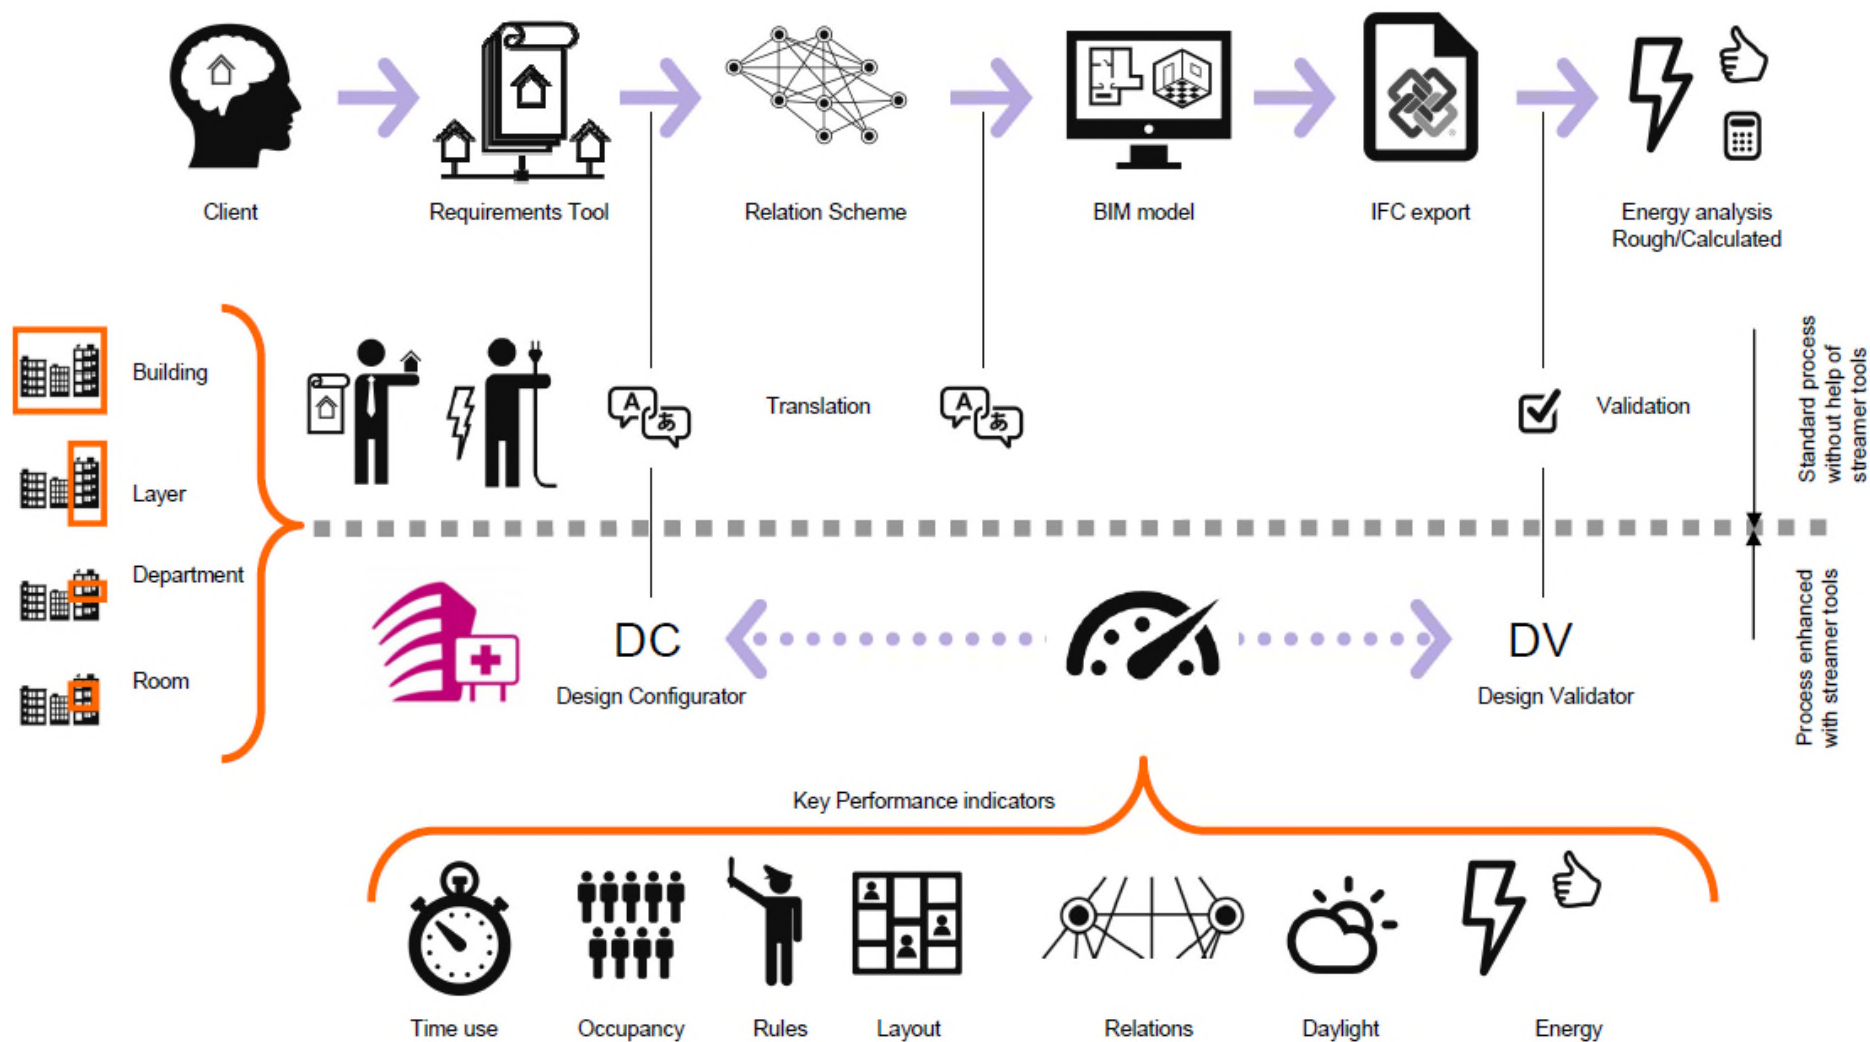 Client
Requirements Tool
Relation Scheme
BIM model
IFC export
Energy analysis
Rough/Calculated
Building
Layer
Department
Room
A
あ
Translation
A
あ
Validation
Standard process
without help of
streamer tools
DC
Design Configurator
DV
Design Validator
Process enhanced
with streamer tools
Key Performance indicators
Time use
Occupancy
Rules
Layout
Relations
Daylight
Energy